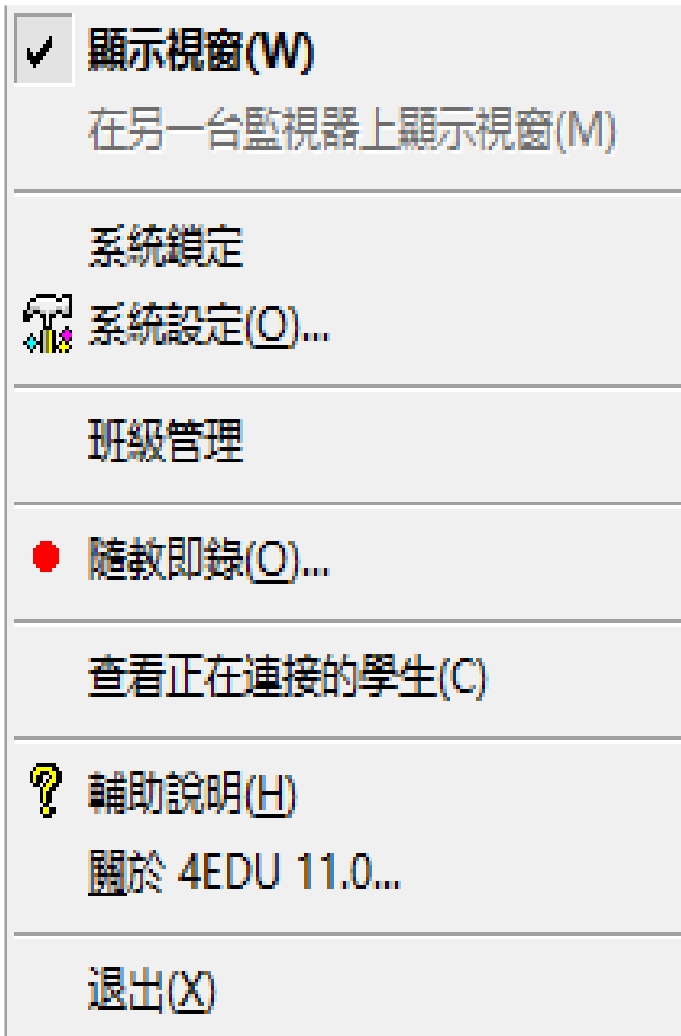 顯示視窗(W)
在另一台監視器上顯示視窗(M)
系統鎖定
系統設定(O)...
班級管理
隨教即錄(O)...
查看正在連接的學生(C)
輔助說明(H)
關於 4EDU 11.0...
退出(X)